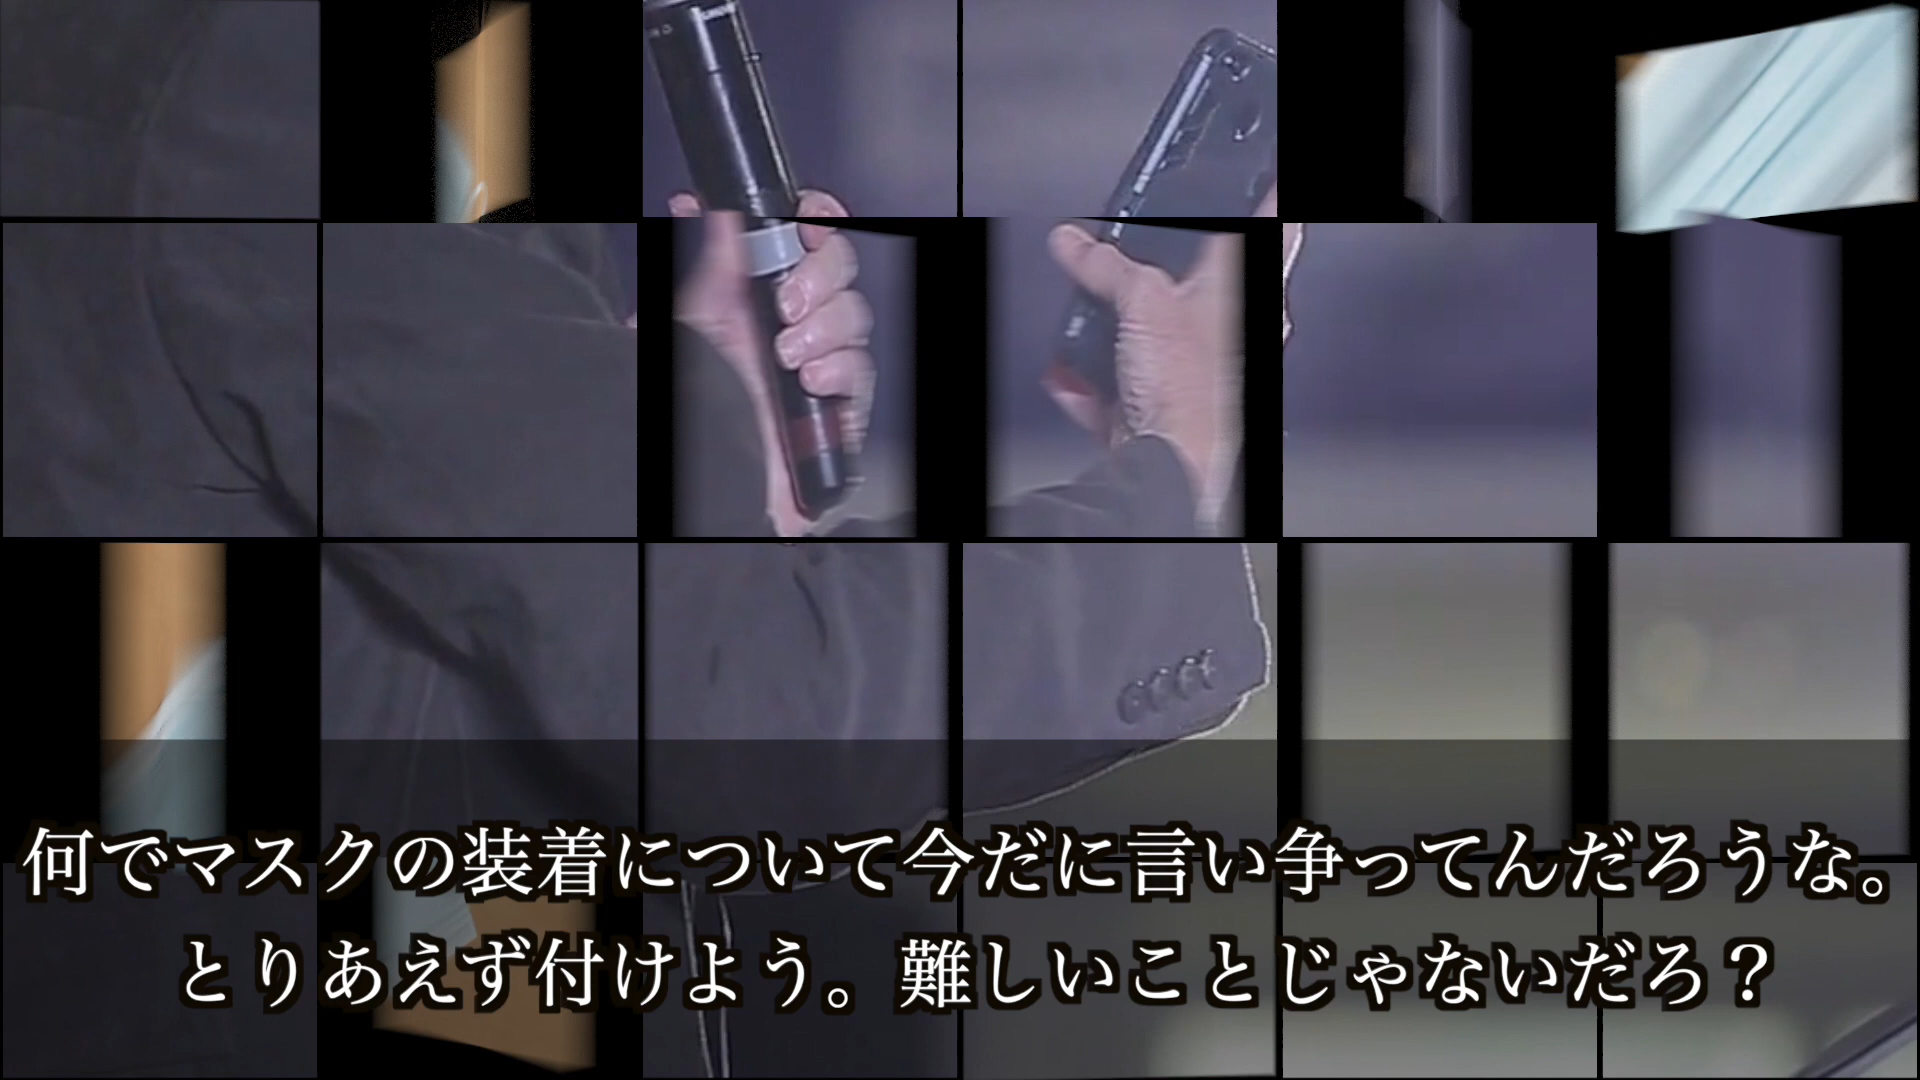 何でマスクの装着について今だに言い争ってんだろうな。
とりあえず付けよう。難しいことじゃないだろ？